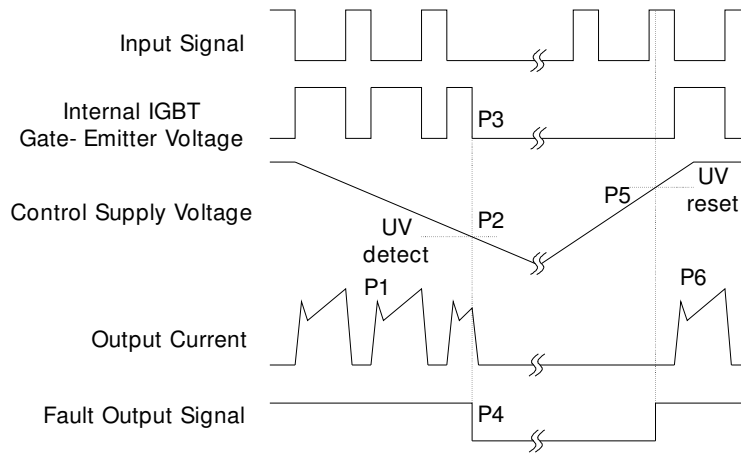 Input Signal
Internal IGBT
Gate- Emitter Voltage
P3
Control Supply Voltage
P2
UV
detect
P5
UV
reset
P1
P6
Output Current
Fault Output Signal
P4